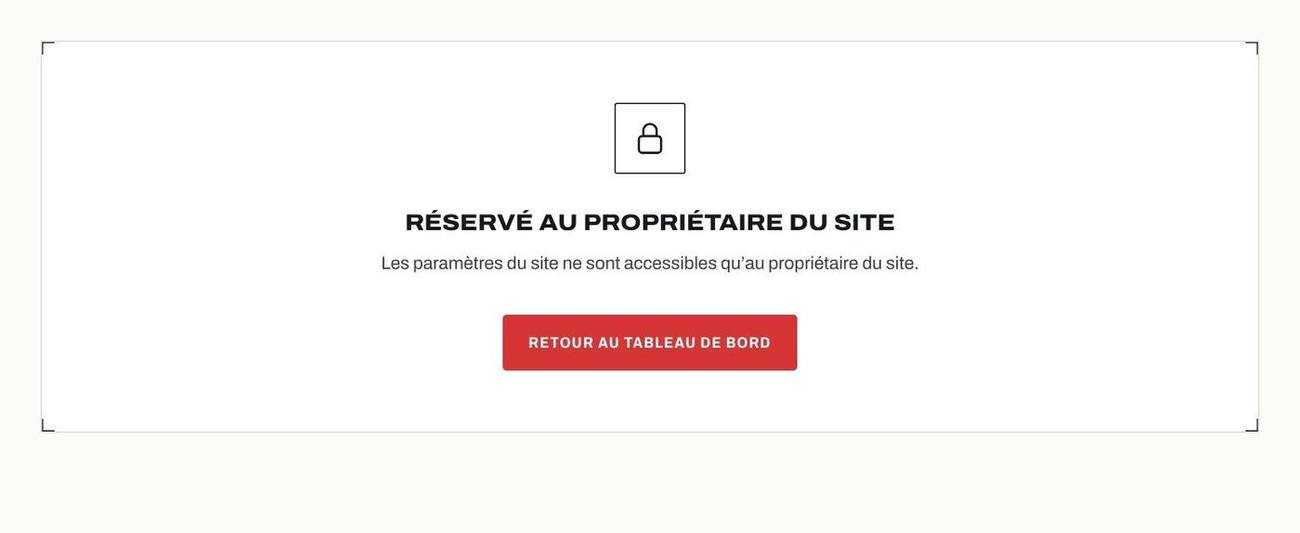 RÉSERVÉ AU PROPRIÉTAIRE DU SITE
Les paramètres du site ne sont accessibles qu’au propriétaire du site.
RETOUR AU TABLEAU DE BORD